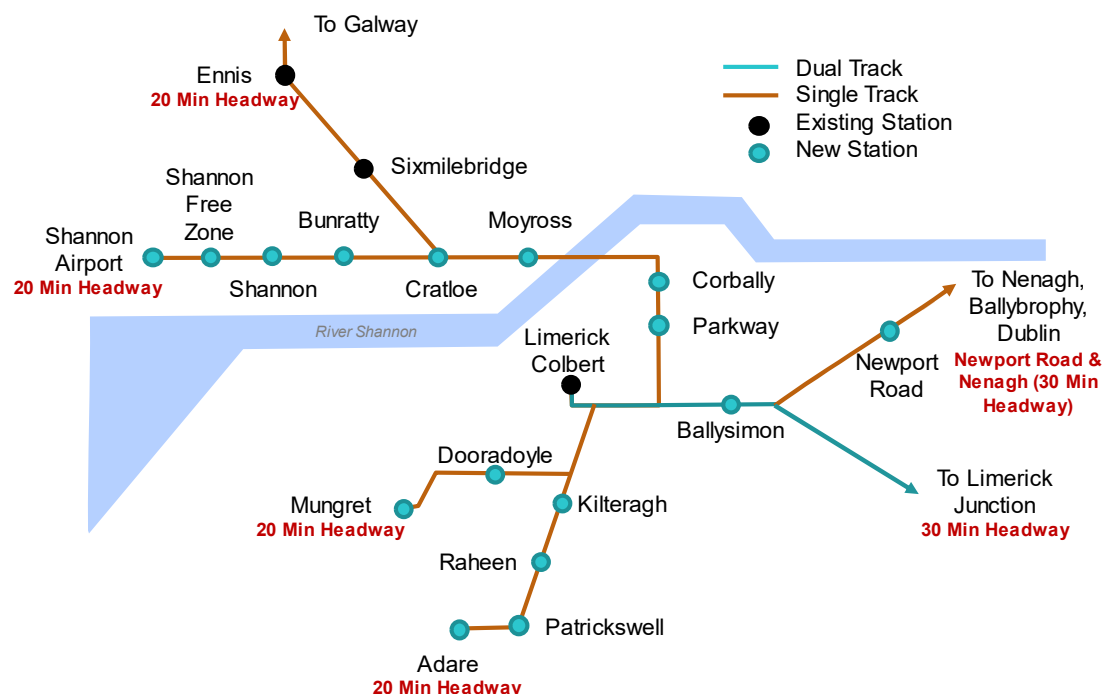 To Galway
Ennis
20 Min Headway
Dual Track
Single Track
Existing Station
New Station
Sixmilebridge
Shannon
Free
Zone
Bunratty
Moyross
Shannon
Airport
20 Min Headway
Shannon
Cratloe
Corbally
Parkway
River Shannon
Limerick
Colbert
To Nenagh,
Ballybrophy,
Dublin
Newport Road &
Nenagh (30 Min
Headway)
Newport
Road
Ballysimon
Dooradoyle
Mungret
20 Min Headway
Kilteragh
To Limerick
Junction
30 Min Headway
Raheen
Patrickswell
Adare
20 Min Headway